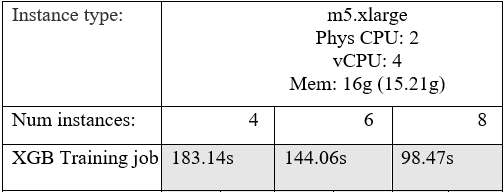 Instance type: m5.xlarge
Phys CPU: 2
vCPU: 4
Mem: 16g (15.21g)
Num instances: 4 6 8
XGB Training job 183.14s 144.06s 98.47s